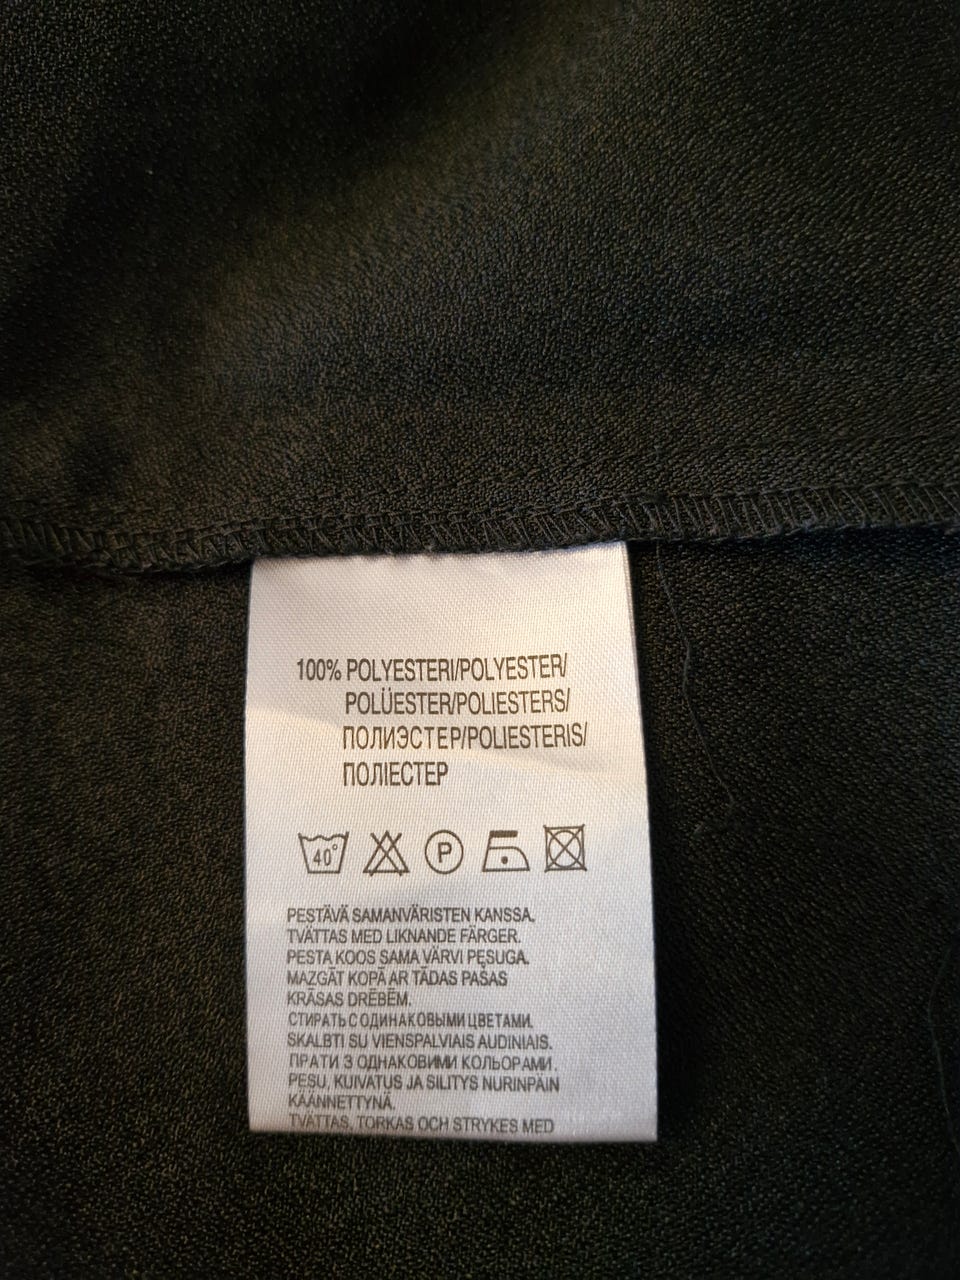 100% POLYESTERI/POLYESTER/
POLÜESTER/POLIESTERS/
ПОЛИЭСТЕР/POLIESTERIS/
ПОЛІЕСТЕР
40° P
PESTÄVÄ SAMANVÄRISTEN KANSSA.
TVÄTTAS MED LIKNANDE FÄRGER.
PESTA KOOS SAMA VÄRVI PESUGA.
MAZGĀT KOPĀ AR TĀDAS PAŠAS
KRĀSAS DRĒBĒM.
СТИРАТЬ С ОДИНАКОВЫМИ ЦВЕТАМИ.
SKALBTI SU VIENSPALVIAIS AUDINIAIS.
ПРАТИ З ОДНАКОВИМИ КОЛЬОРАМИ.
PESU, KUIVATUS JA SILITYS NURINPÄIN
KÄÄNNETTYNÄ.
TVÄTTAS, TORKAS OCH STRYKES MED